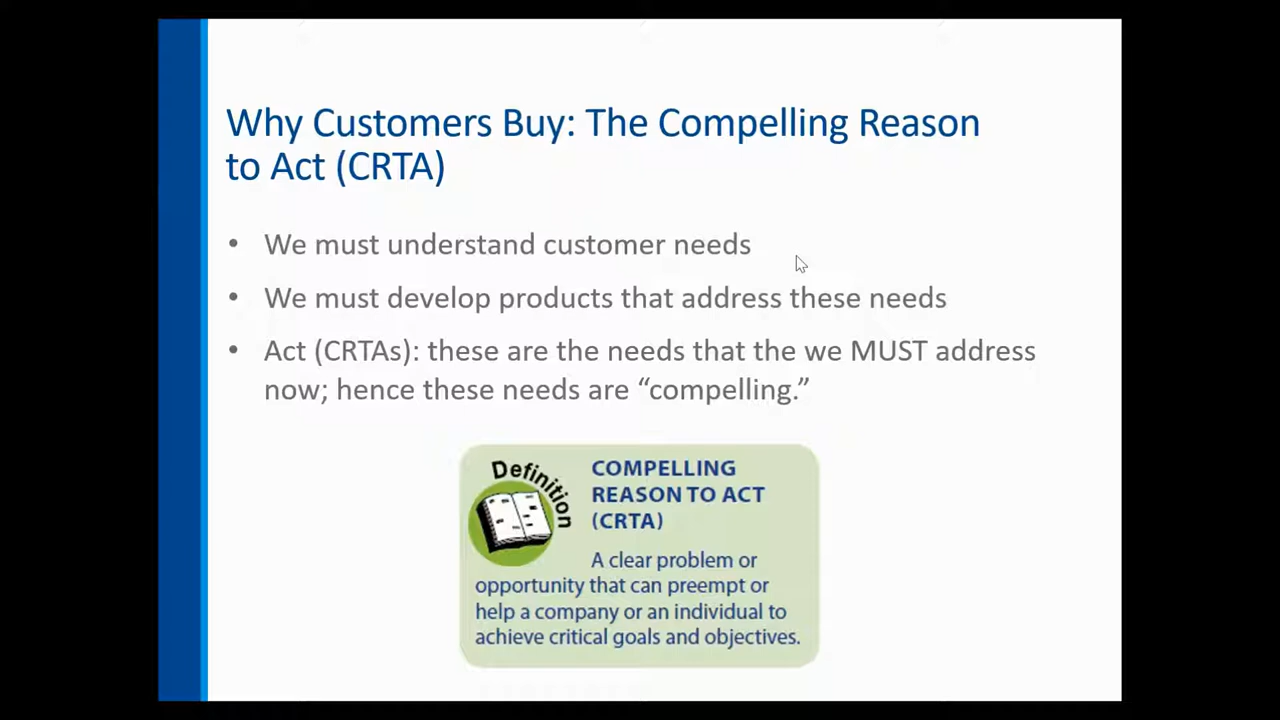 Why Customers Buy: The Compelling Reason
to Act (CRTA)
• We must understand customer needs
• We must develop products that address these needs
• Act (CRTAs): these are the needs that the we MUST address
now; hence these needs are “compelling.”
Definition
COMPELLING
REASON TO ACT
(CRTA)
A clear problem or
opportunity that can preempt or
help a company or an individual to
achieve critical goals and objectives.